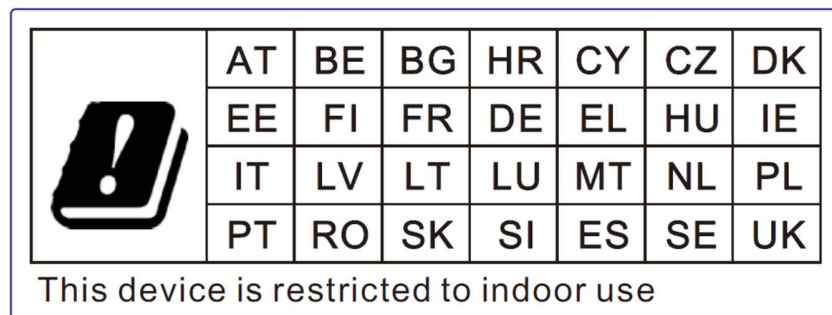 AT BE BG HR CY CZ DK
EE FI FR DE EL HU IE
IT LV LT LU MT NL PL
PT RO SK SI ES SE UK
This device is restricted to indoor use